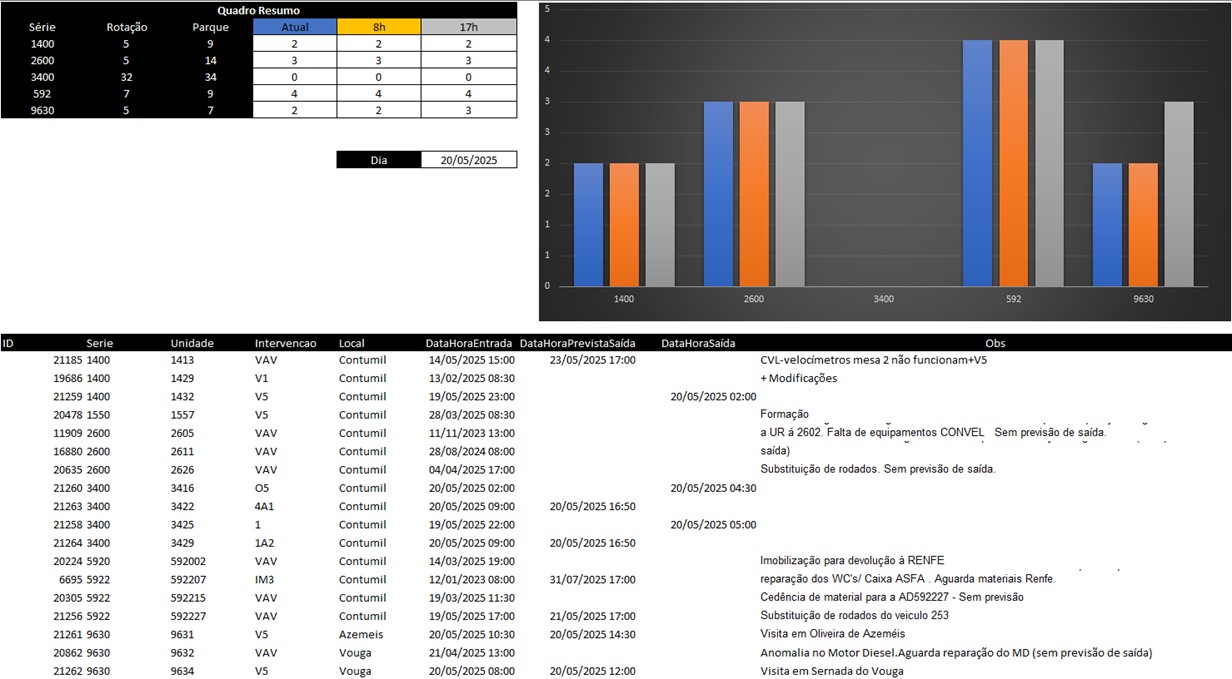 Quadro Resumo
Série Rotação Parque Atual 8h 17h
1400 5 9 2 2 2
2600 5 14 3 3 3
3400 32 34 0 0 0
592 7 9 4 4 4
9630 5 7 2 2 3
Dia 20/05/2025
5
4
4
3
3
2
2
1
1
0
1400 2600 3400 592 9630
ID Serie Unidade Intervencao Local DataHoraEntrada DataHoraPrevistaSaída DataHoraSaída Obs
21185 1400 1413 VAV Contumil 14/05/2025 15:00 23/05/2025 17:00 CVL-velocímetros mesa 2 não funcionam+V5
19686 1400 1429 V1 Contumil 13/02/2025 08:30 + Modificações
21259 1400 1432 V5 Contumil 19/05/2025 23:00 20/05/2025 02:00
20478 1550 1557 VAV Contumil 28/03/2025 08:30 Formação
11909 2600 2605 VAV Contumil 11/11/2023 13:00 a UR á 2602. Falta de equipamentos CONVEL Sem previsão de saída.
16880 2600 2611 VAV Contumil 28/08/2024 08:00 saída)
20635 2600 2626 VAV Contumil 04/04/2025 17:00 Substituição de rodados. Sem previsão de saída.
21260 3400 3416 O5 Contumil 20/05/2025 02:00 20/05/2025 04:30
21263 3400 3422 4A1 Contumil 20/05/2025 09:00 20/05/2025 16:50
21258 3400 3425 1 Contumil 19/05/2025 22:00 20/05/2025 05:00
21264 3400 3429 1A2 Contumil 20/05/2025 09:00 20/05/2025 16:50
20224 5920 592002 VAV Contumil 14/03/2025 19:00 Imobilização para devolução à RENFE
6695 5922 592207 IM3 Contumil 12/01/2023 08:00 31/07/2025 17:00 reparação dos WC's/ Caixa ASFA . Aguarda materiais Renfe.
20305 5922 592215 VAV Contumil 19/03/2025 11:30 Cedência de material para a AD592227 - Sem previsão
21256 5922 592227 VAV Contumil 19/05/2025 17:00 21/05/2025 17:00 Substituição de rodados do veiculo 253
21261 9630 9631 V5 Azemeis 20/05/2025 10:30 20/05/2025 14:30 Visita em Oliveira de Azeméis
20862 9630 9632 VAV Vouga 21/04/2025 13:00 Anomalia no Motor Diesel.Aguarda reparação do MD (sem previsão de saída)
21262 9630 9634 V5 Vouga 20/05/2025 08:00 20/05/2025 12:00 Visita em Sernada do Vouga